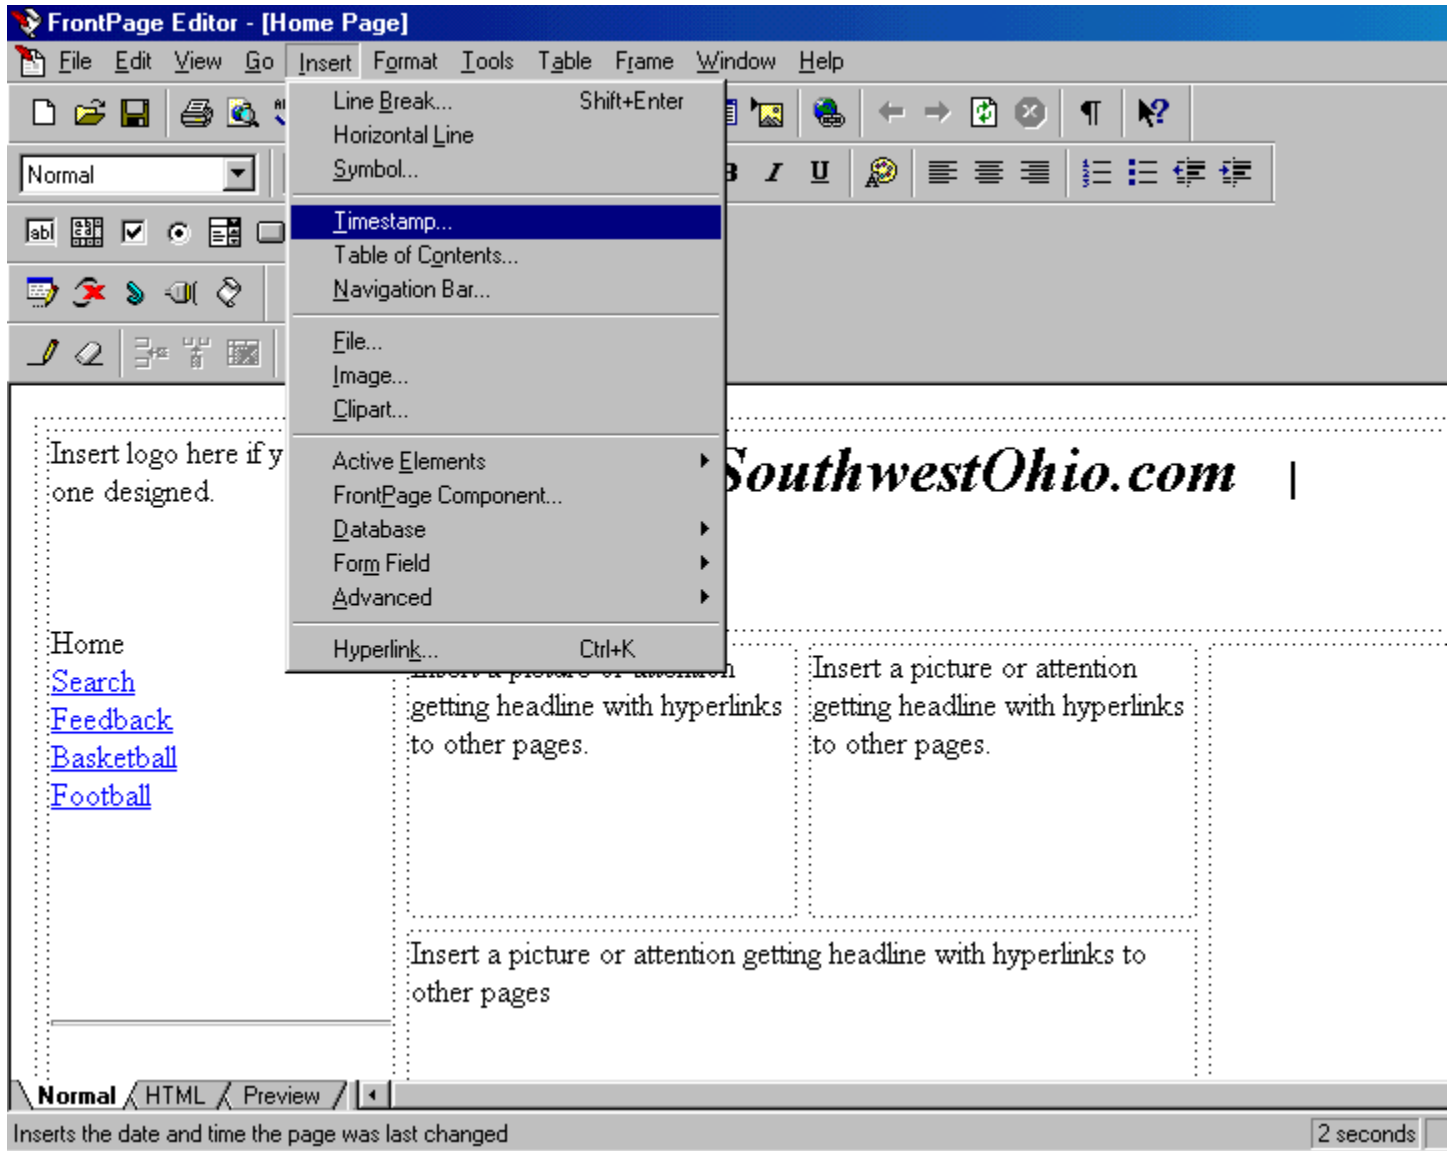 FrontPage Editor - [Home Page]
File Edit View Go Insert Format Tools Table Frame Window Help
Line Break... Shift+Enter
Horizontal Line
Symbol...
Normal
B I U
Timestamp...
Table of Contents...
Navigation Bar...
File...
Image...
Clipart...
Active Elements
FrontPage Component...
Database
Form Field
Advanced
Hyperlink... Ctrl+K
Insert logo here if y
one designed.
SouthwestOhio.com
Home
Search
Feedback
Basketball
Football
Insert a picture or attention
getting headline with hyperlinks
to other pages.
Insert a picture or attention
getting headline with hyperlinks
to other pages.
Insert a picture or attention getting headline with hyperlinks to
other pages
Normal HTML Preview
Inserts the date and time the page was last changed
2 seconds